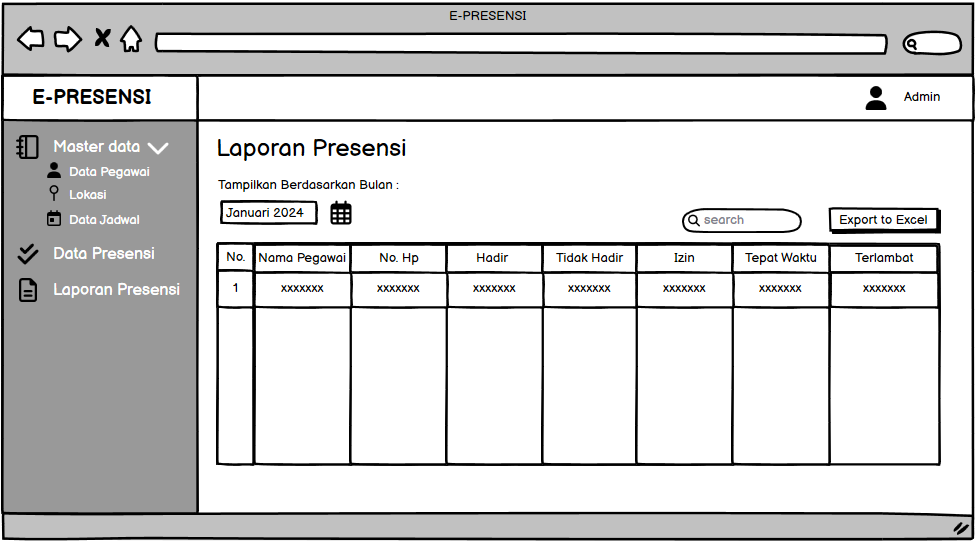 E-PRESENSI
E-PRESENSI
Admin
Master data
Data Pegawai
Lokasi
Data Jadwal
Data Presensi
Laporan Presensi
Laporan Presensi
Tampilkan Berdasarkan Bulan :
Januari 2024
search
Export to Excel
No. Nama Pegawai No. Hp Hadir Tidak Hadir Izin Tepat Waktu Terlambat
1 xxxxxxx xxxxxxx xxxxxxx xxxxxxx xxxxxxx xxxxxxx xxxxxxx